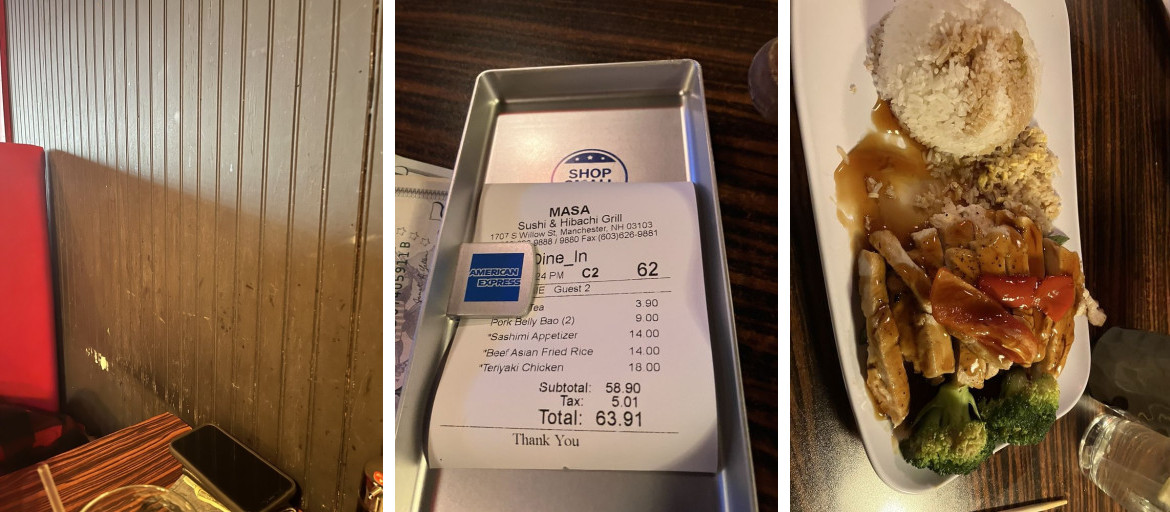 SHOP
MASA
Sushi & Hibachi Grill
1707 S Willow St, Manchester, NH 03103
9888 / 9860 Fax (603)626-9881
Dine_In
24 PM C2 62
Guest 2
AMERICAN
EXPRESS
Tea 3.90
Pork Belly Bao (2) 9.00
*Sashimi Appetizer 14.00
*Beef Asian Fried Rice 14.00
*Teriyaki Chicken 18.00
Subtotal: 58.90
Tax: 5.01
Total: 63.91
Thank You